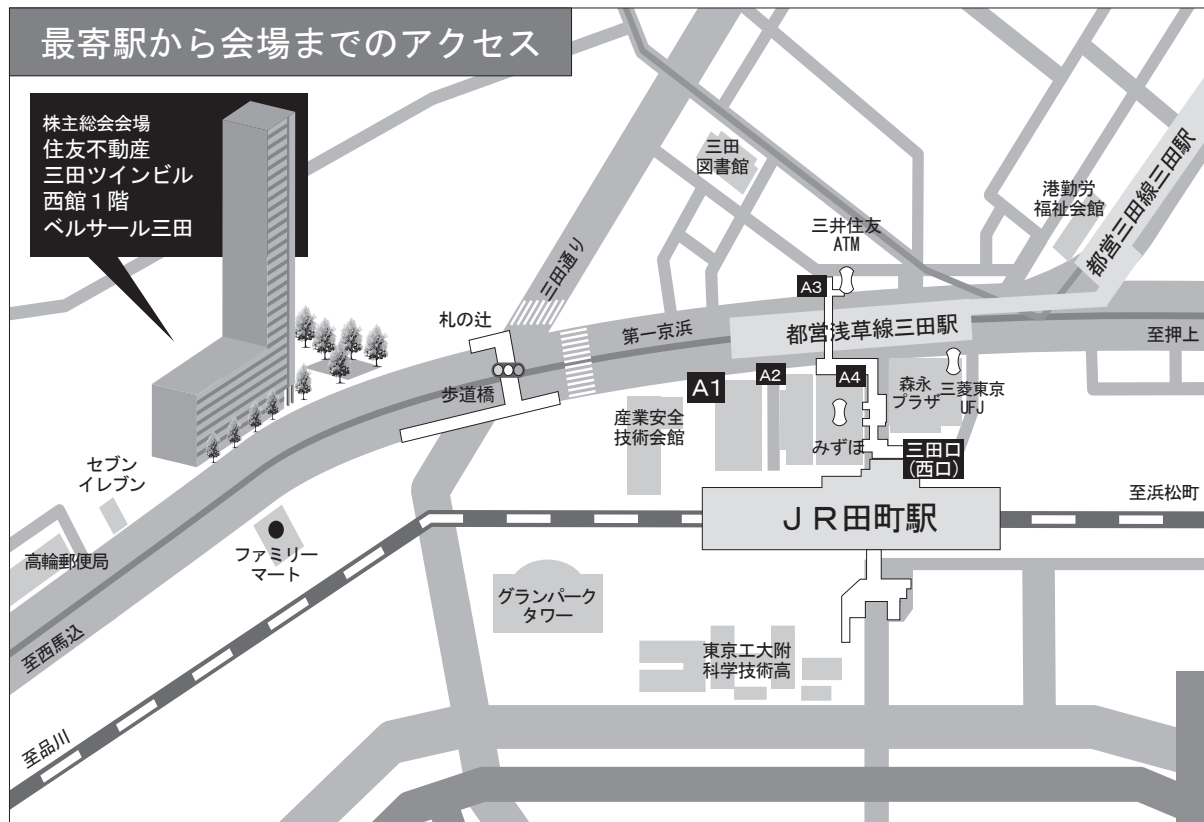 最寄駅から会場までのアクセス
株主総会会場
住友不動産
三田ツインビル
西館1階
ベルサール三田
三田
図書館
港勤労
福祉会館
都営三田線三田駅
三井住友
ATM
三田通り
A3
札の辻
第一京浜
都営浅草線三田駅
至押上
歩道橋
A1
A2
A4
森永
プラザ
三菱東京
UFJ
産業安全
技術会館
みずほ
三田口
(西口)
セブン
イレブン
至浜松町
JR田町駅
高輪郵便局
ファミリー
マート
グランパーク
タワー
至西馬込
東京工大附
科学技術高
至品川